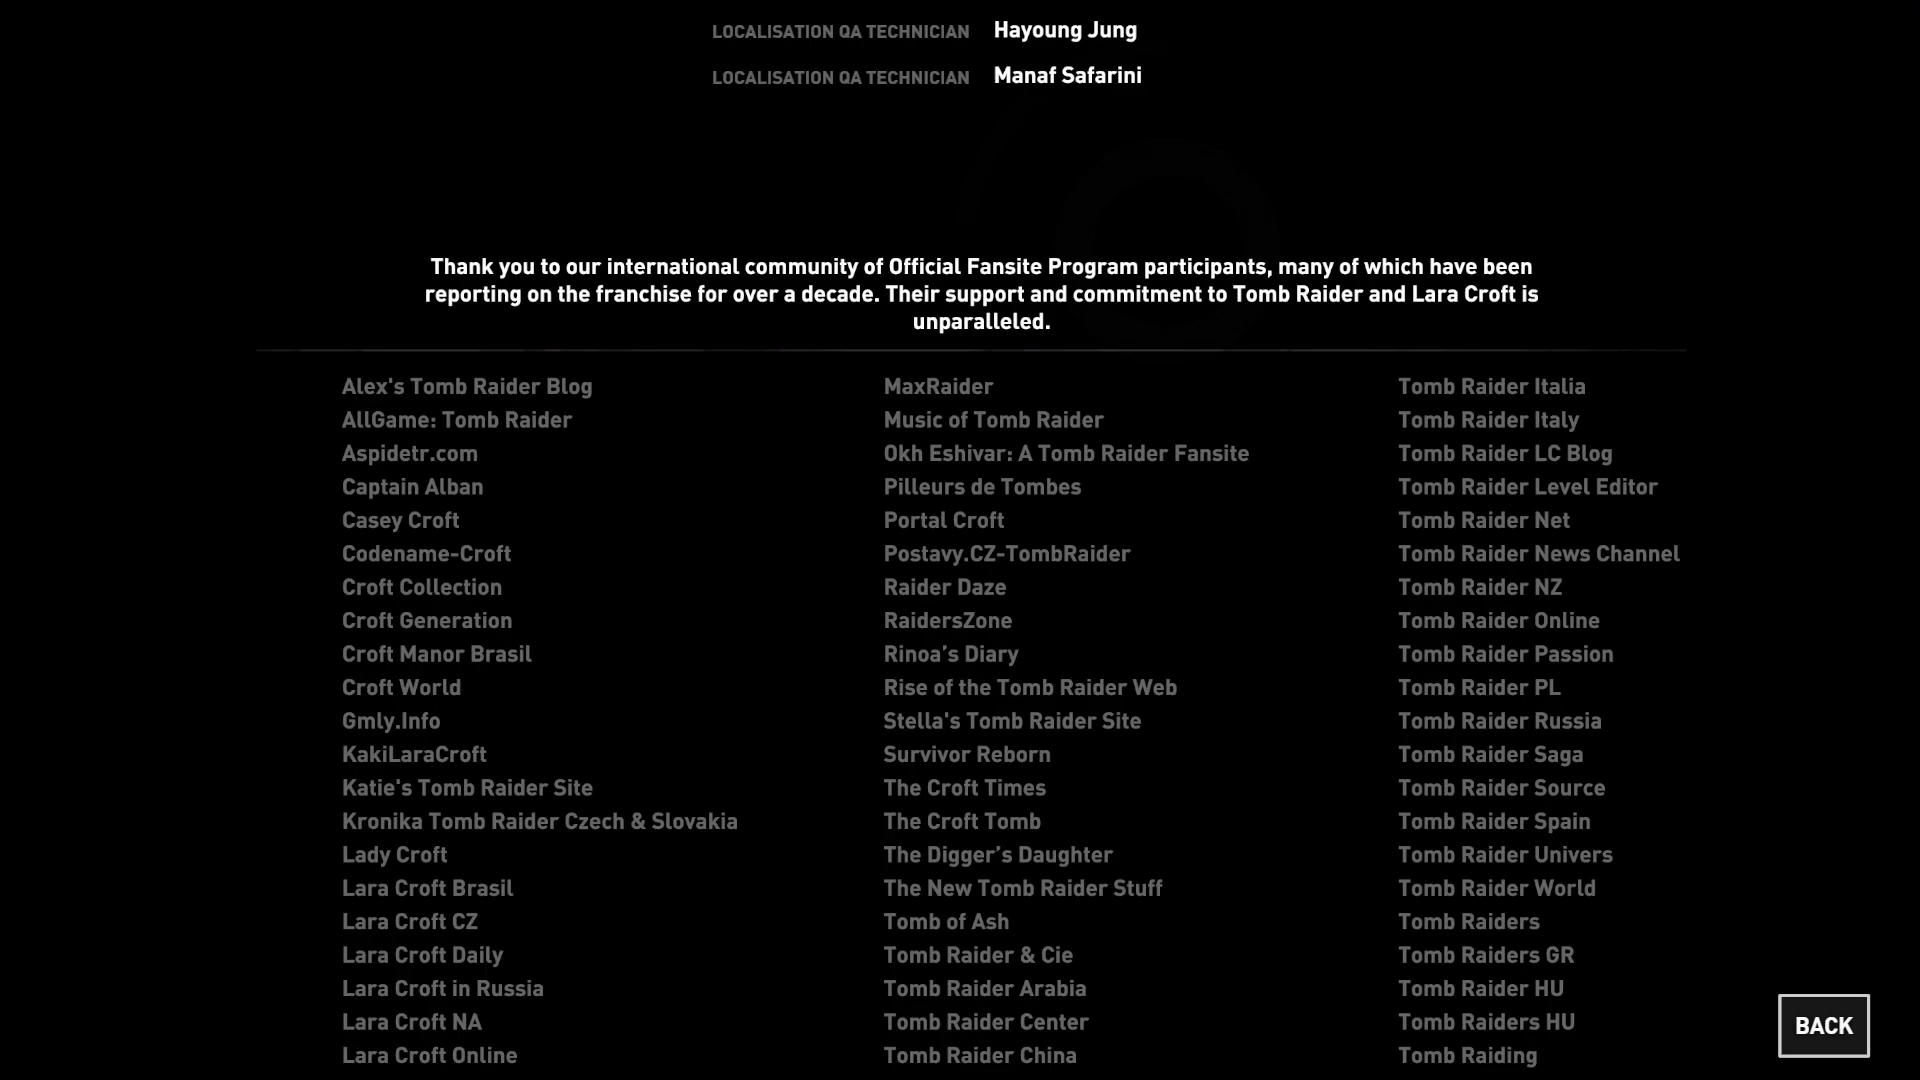 LOCALISATION QA TECHNICIAN Hayoung Jung
LOCALISATION QA TECHNICIAN Manaf Safarini
Thank you to our international community of Official Fansite Program participants, many of which have been
reporting on the franchise for over a decade. Their support and commitment to Tomb Raider and Lara Croft is
unparalleled.
Alex's Tomb Raider Blog
AllGame: Tomb Raider
Aspidetr.com
Captain Alban
Casey Croft
Codename-Croft
Croft Collection
Croft Generation
Croft Manor Brasil
Croft World
Gmly.Info
KakiLaraCroft
Katie's Tomb Raider Site
Kronika Tomb Raider Czech & Slovakia
Lady Croft
Lara Croft Brasil
Lara Croft CZ
Lara Croft Daily
Lara Croft in Russia
Lara Croft NA
Lara Croft Online
MaxRaider
Music of Tomb Raider
Okh Eshivar: A Tomb Raider Fansite
Pilleurs de Tombes
Portal Croft
Postavy.CZ-TombRaider
Raider Daze
RaidersZone
Rinoa’s Diary
Rise of the Tomb Raider Web
Stella's Tomb Raider Site
Survivor Reborn
The Croft Times
The Croft Tomb
The Digger’s Daughter
The New Tomb Raider Stuff
Tomb of Ash
Tomb Raider & Cie
Tomb Raider Arabia
Tomb Raider Center
Tomb Raider China
Tomb Raider Italia
Tomb Raider Italy
Tomb Raider LC Blog
Tomb Raider Level Editor
Tomb Raider Net
Tomb Raider News Channel
Tomb Raider NZ
Tomb Raider Online
Tomb Raider Passion
Tomb Raider PL
Tomb Raider Russia
Tomb Raider Saga
Tomb Raider Source
Tomb Raider Spain
Tomb Raider Univers
Tomb Raider World
Tomb Raiders
Tomb Raiders GR
Tomb Raider HU
Tomb Raiders HU
Tomb Raiding
BACK